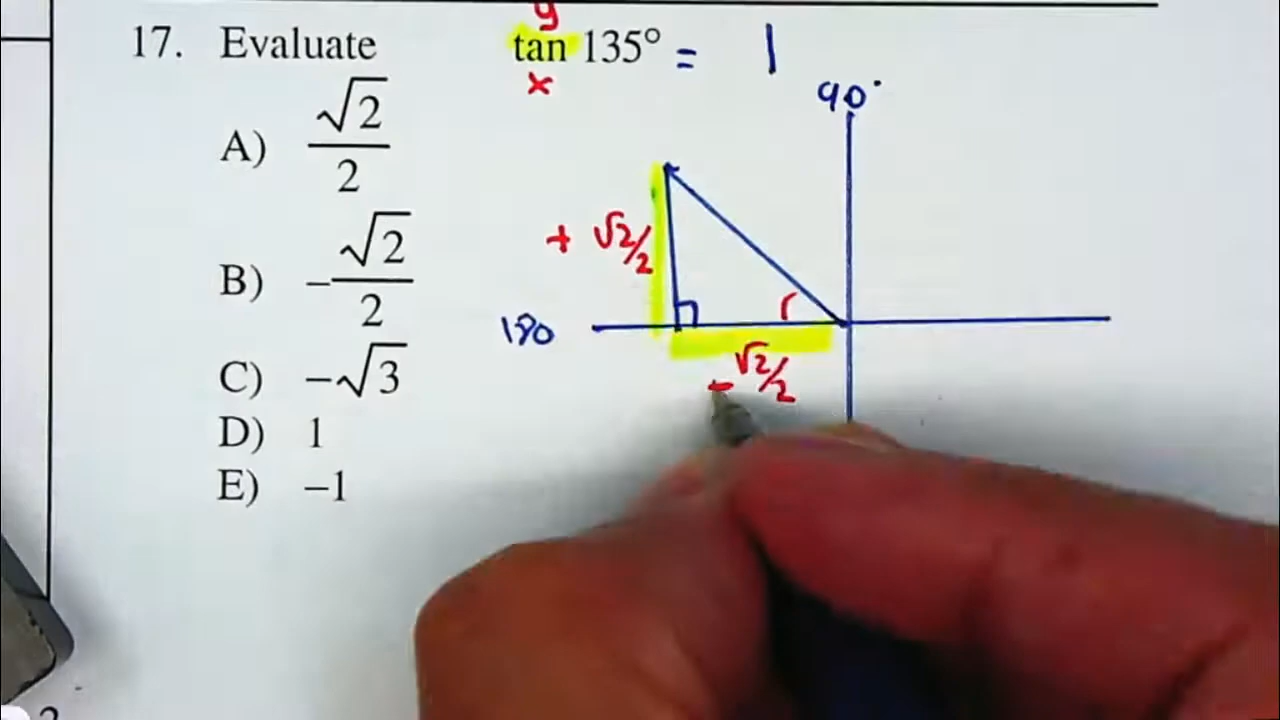 y
17. Evaluate tan 135° = 1
x
90°
A) √2/2
+ √2/2
B) -√2/2
180
r
-√2/2
C) -√3
D) 1
E) -1